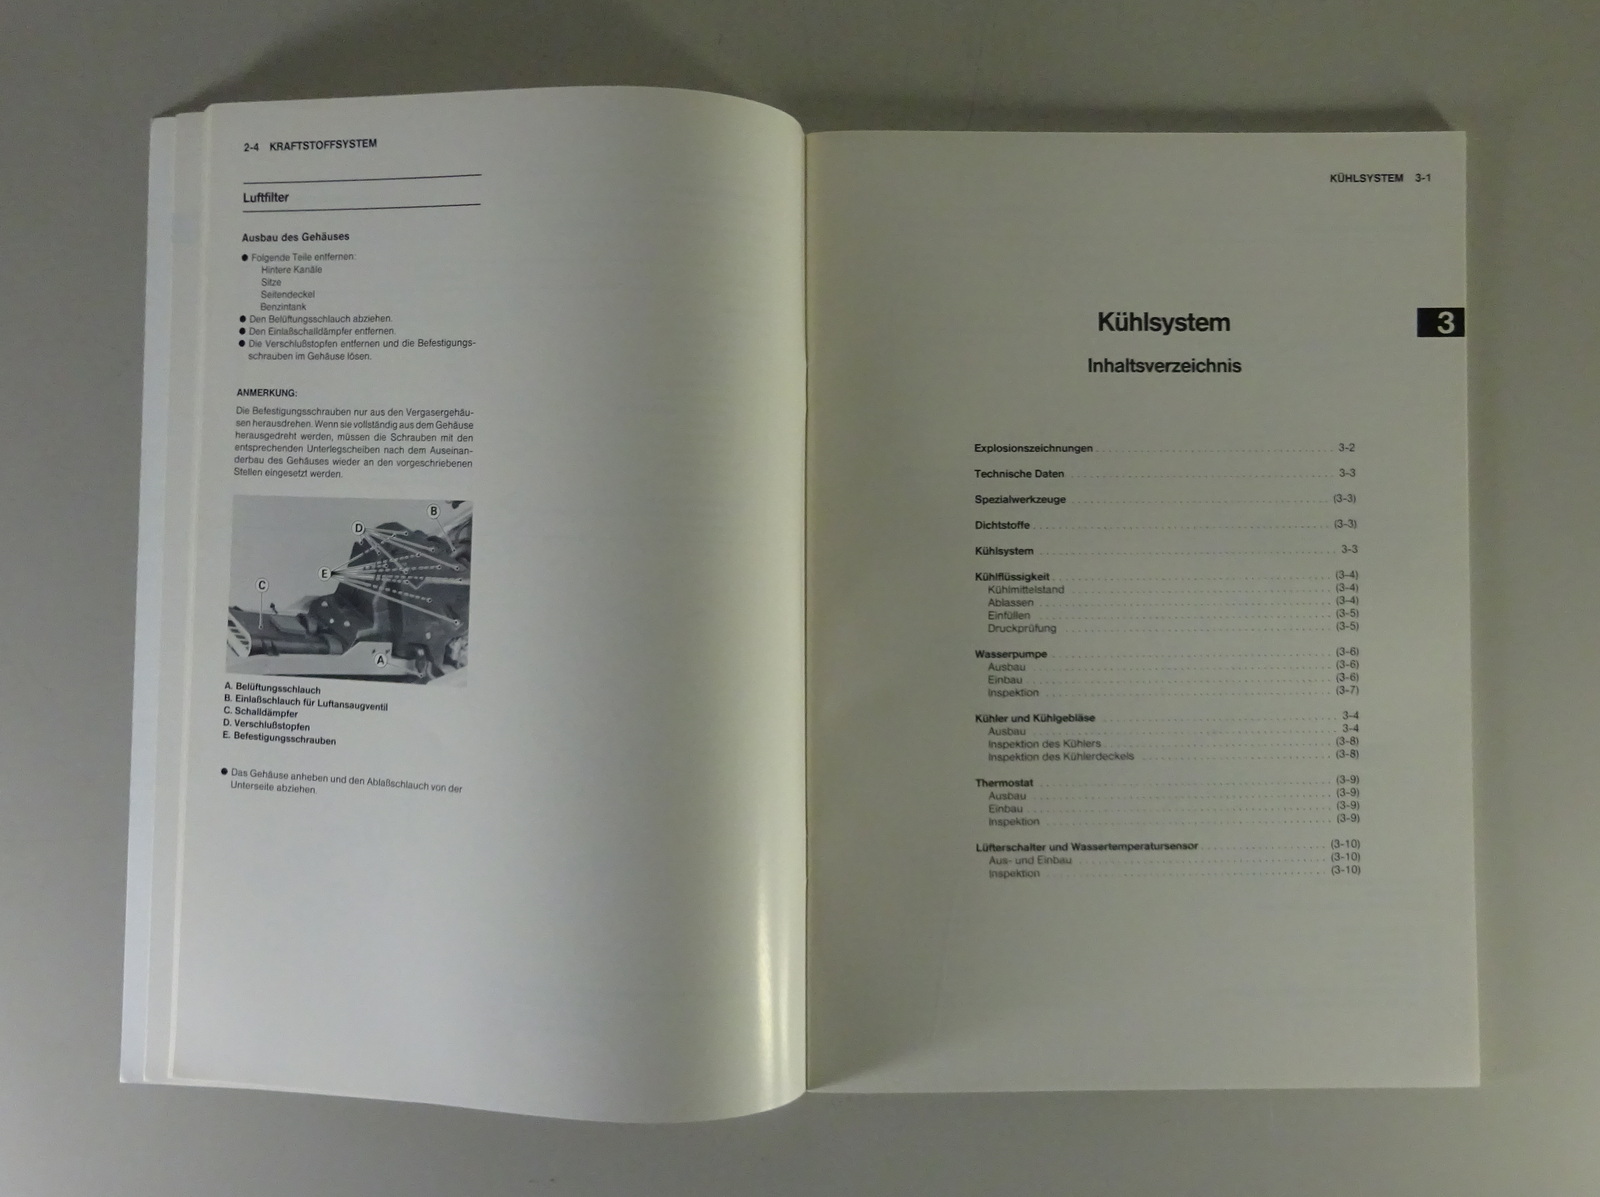 2-4 KRAFTSTOFFSYSTEM
Luftfilter
Ausbau des Gehäuses
● Folgende Teile entfernen:
Hintere Kanäle
Sitze
Seitendeckel
Benzintank
● Den Belüftungsschlauch abziehen.
● Den Einlaßschalldämpfer entfernen.
● Die Verschlußstopfen entfernen und die Befestigungs-
schrauben im Gehäuse lösen.
ANMERKUNG:
Die Befestigungsschrauben nur aus den Vergasergehäu-
sen herausdrehen. Wenn sie vollständig aus dem Gehäuse
herausgedreht werden, müssen die Schrauben mit den
entsprechenden Unterlegscheiben nach dem Auseinan-
derbau des Gehäuses wieder an den vorgeschriebenen
Stellen eingesetzt werden.
B
D
E
C
A
A. Belüftungsschlauch
B. Einlaßschlauch für Luftansaugventil
C. Schalldämpfer
D. Verschlußstopfen
E. Befestigungsschrauben
● Das Gehäuse anheben und den Ablaßschlauch von der
Unterseite abziehen.
KÜHLSYSTEM 3-1
3
Kühlsystem
Inhaltsverzeichnis
Explosionszeichnungen 3-2
Technische Daten 3-3
Spezialwerkzeuge (3-3)
Dichtstoffe (3-3)
Kühlsystem 3-3
Kühlflüssigkeit (3-4)
Kühlmittelstand (3-4)
Ablassen (3-4)
Einfüllen (3-5)
Druckprüfung (3-5)
Wasserpumpe (3-6)
Ausbau (3-6)
Einbau (3-6)
Inspektion (3-7)
Kühler und Kühlgebläse 3-4
Ausbau 3-4
Inspektion des Kühlers (3-8)
Inspektion des Kühlerdeckels (3-8)
Thermostat (3-9)
Ausbau (3-9)
Einbau (3-9)
Inspektion (3-9)
Lüfterschalter und Wassertemperatursensor (3-10)
Aus- und Einbau (3-10)
Inspektion (3-10)